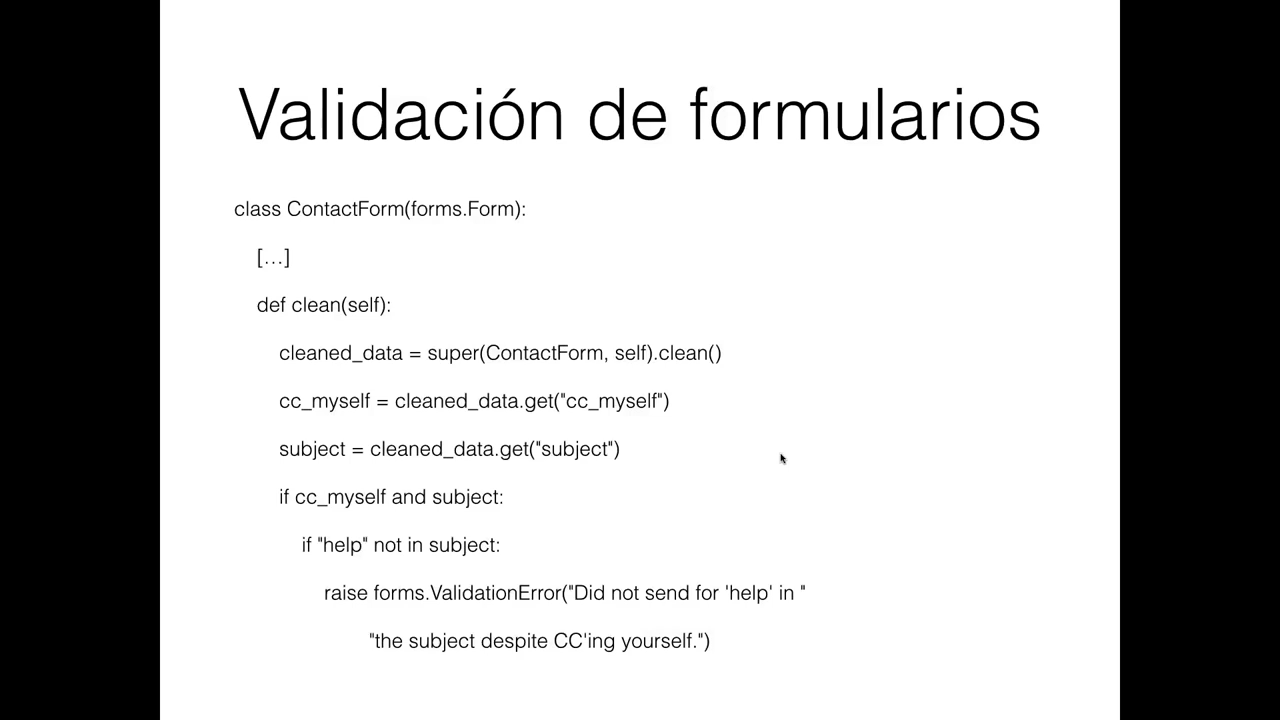 Validación de formularios
class ContactForm(forms.Form):
[…]
def clean(self):
cleaned_data = super(ContactForm, self).clean()
cc_myself = cleaned_data.get("cc_myself")
subject = cleaned_data.get("subject")
if cc_myself and subject:
if "help" not in subject:
raise forms.ValidationError("Did not send for 'help' in "
"the subject despite CC'ing yourself.")